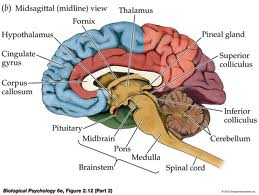 (b) Midsagittal (midline) view
Thalamus
Fornix
Hypothalamus
Pineal gland
Cingulate
gyrus
Superior
colliculus
Corpus
callosum
Inferior
colliculus
Pituitary
Midbrain
Pons
Medulla
Cerebellum
Brainstem
Spinal cord
Biological Psychology 6e, Figure 2.12 (Part 2)